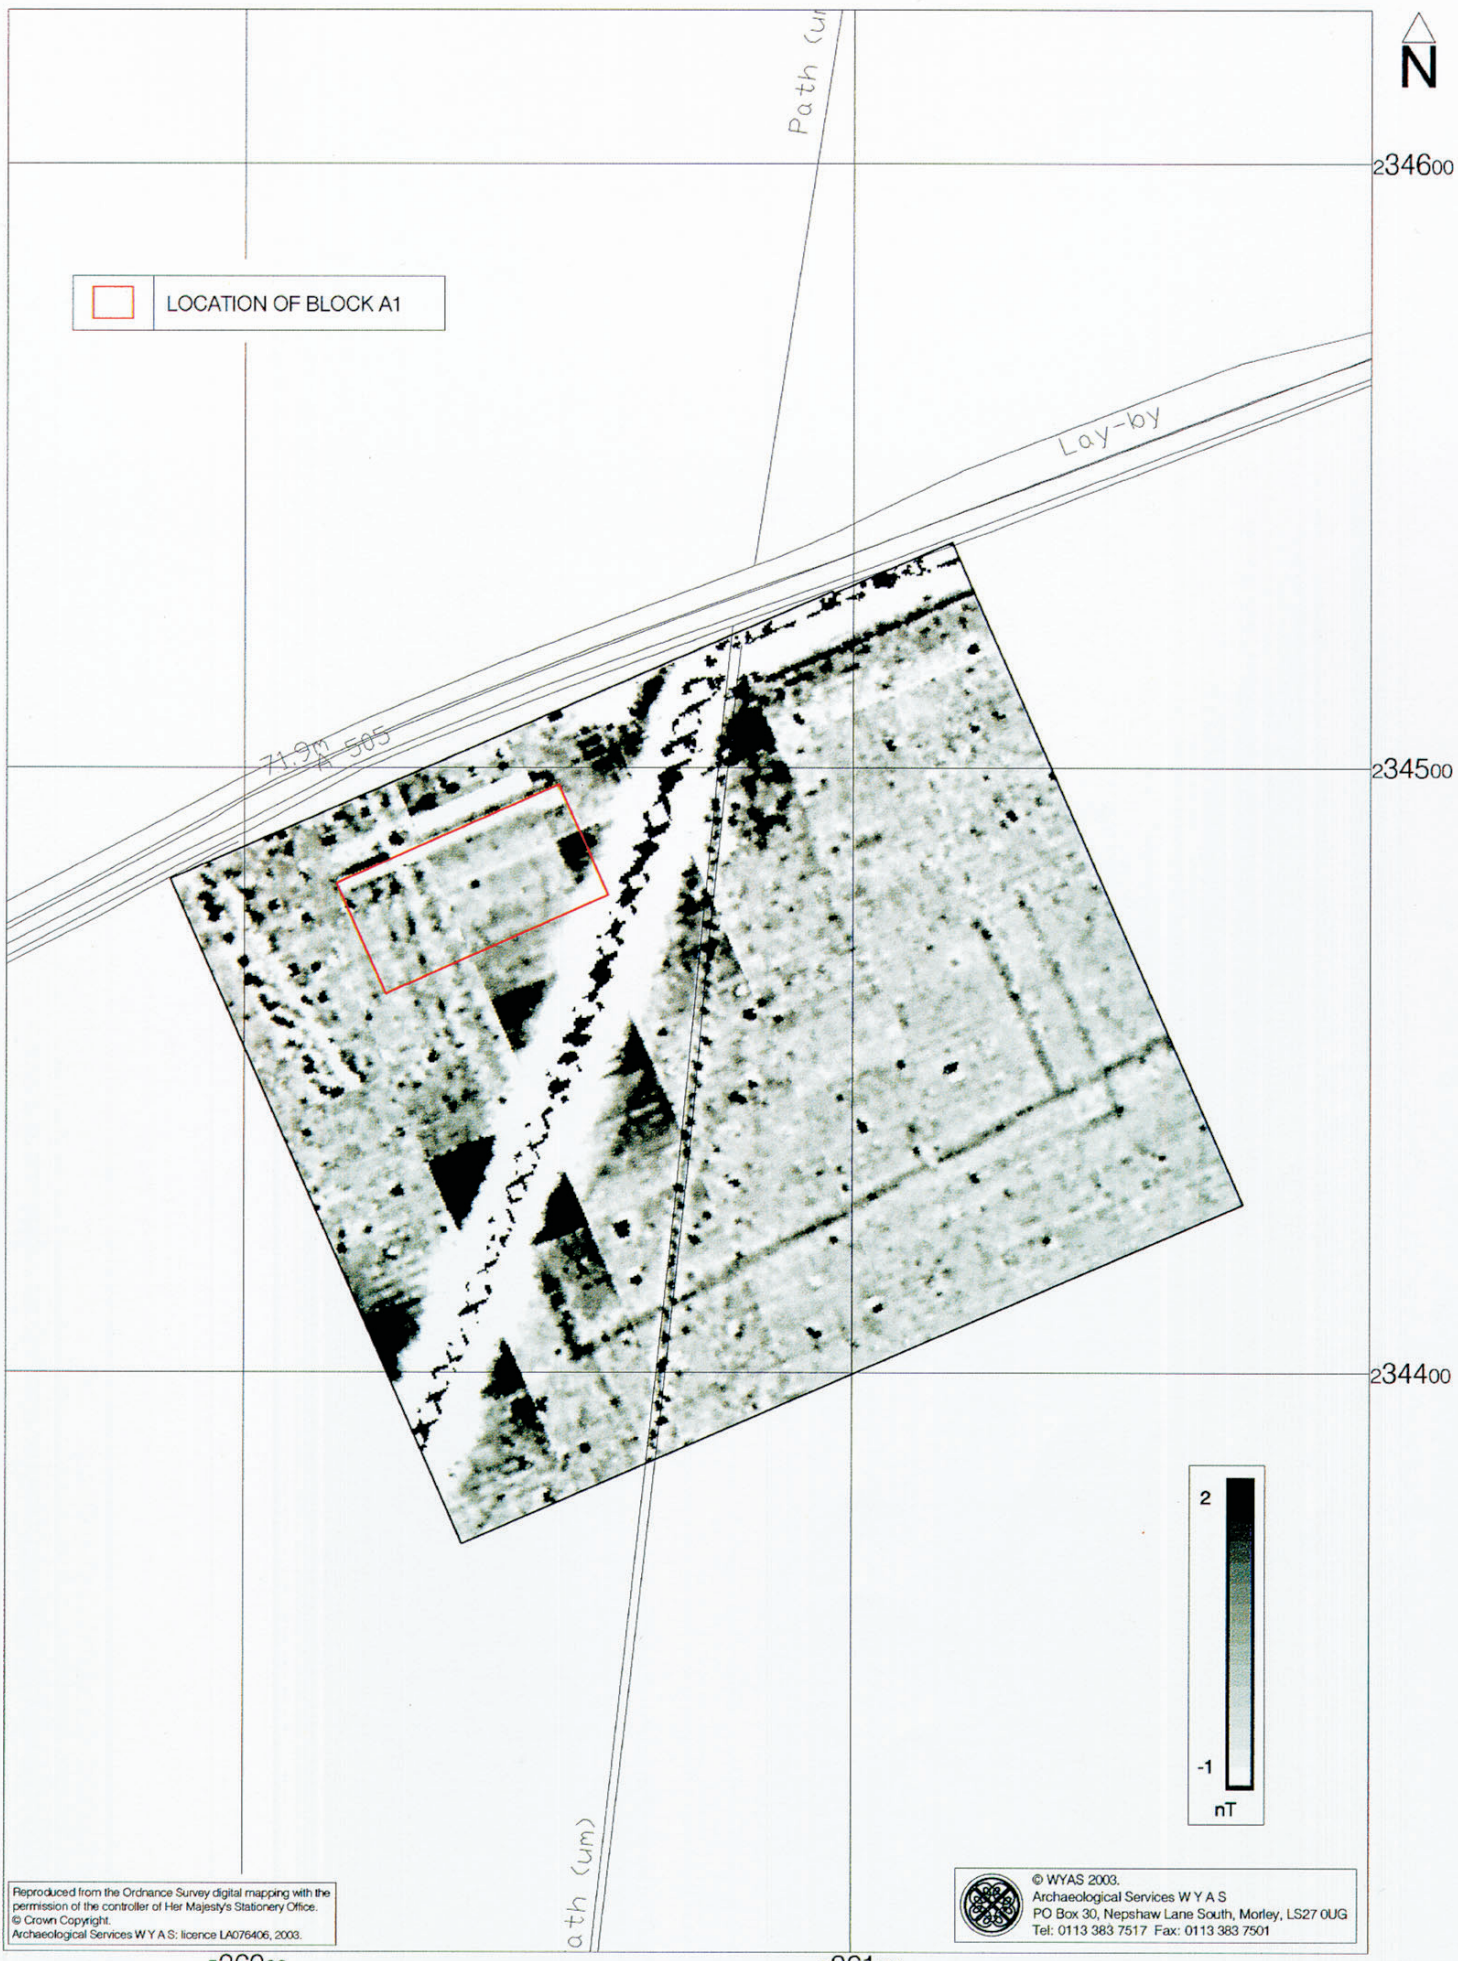 N
Path (u
234600
LOCATION OF BLOCK A1
Lay-by
71.9m
A 505
234500
234400
2
-1
nT
ath (um)
Reproduced from the Ordnance Survey digital mapping with the
permission of the controller of Her Majesty's Stationery Office.
© Crown Copyright.
Archaeological Services W Y A S: licence LA076406, 2003.
© WYAS 2003.
Archaeological Services W Y A S
PO Box 30, Nepshaw Lane South, Morley, LS27 0UG
Tel: 0113 383 7517 Fax: 0113 383 7501